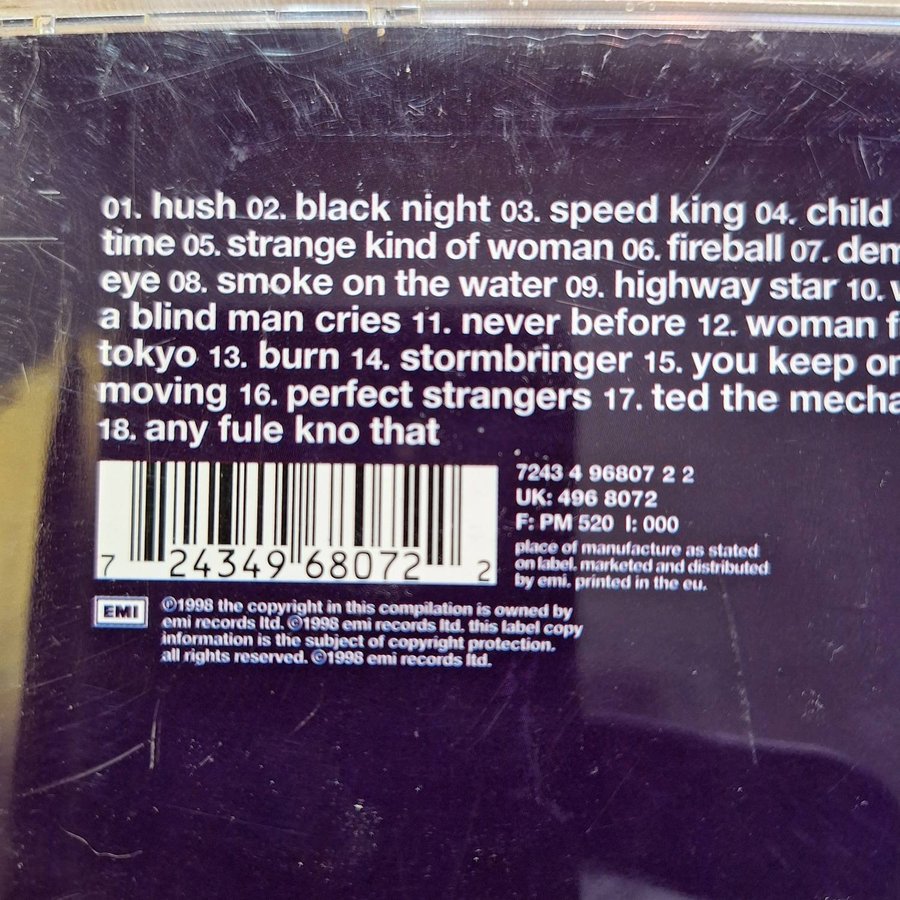 01. hush 02. black night 03. speed king 04. child
time 05. strange kind of woman 06. fireball 07. dem
eye 08. smoke on the water 09. highway star 10. w
a blind man cries 11. never before 12. woman f
tokyo 13. burn 14. stormbringer 15. you keep on
moving 16. perfect strangers 17. ted the mecha
18. any fule kno that
7243 4 96807 2 2
UK: 496 8072
F: PM 520 I: 000
place of manufacture as stated
on label. marketed and distributed
by emi. printed in the eu.
7 24349 68072 2
EMI
℗1998 the copyright in this compilation is owned by
emi records ltd. ©1998 emi records ltd. this label copy
information is the subject of copyright protection.
all rights reserved. ©1998 emi records ltd.